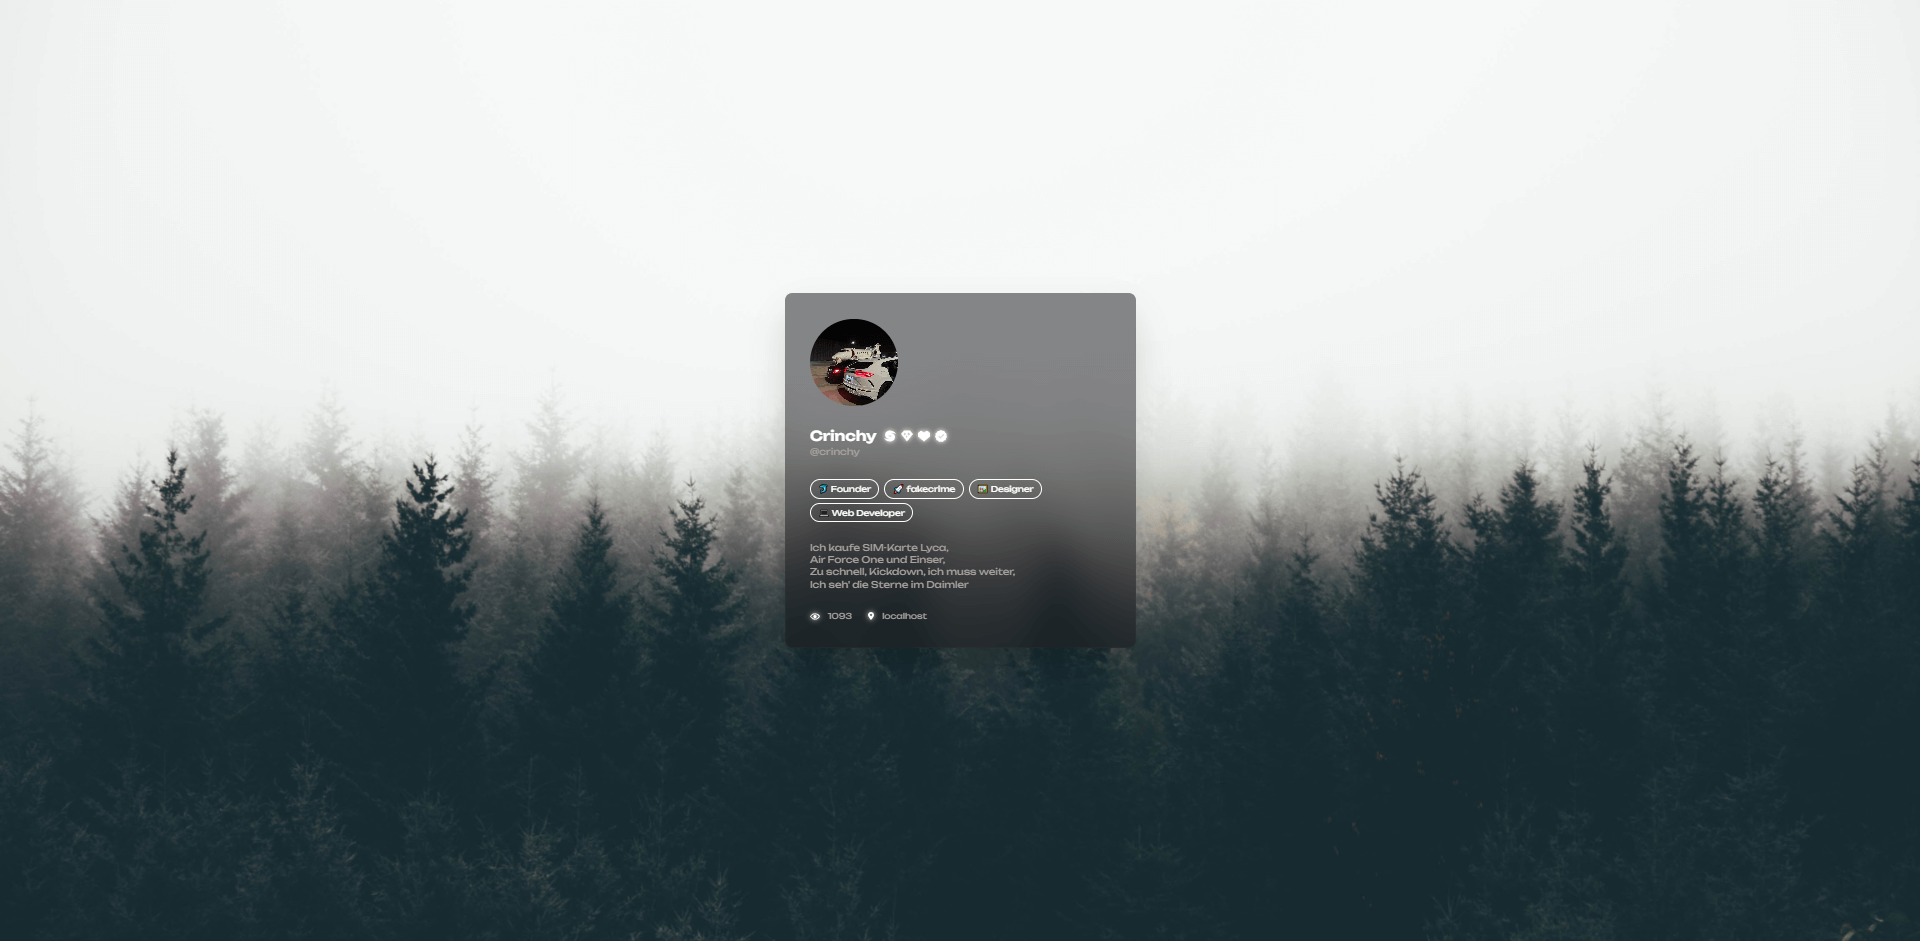 Crinchy
@crinchy
Founder fakecrime Designer
Web Developer
Ich kaufe SIM-Karte Lyca,
Air Force One und Einser,
Zu schnell, Kickdown, ich muss weiter,
Ich seh' die Sterne im Daimler
1093 localhost